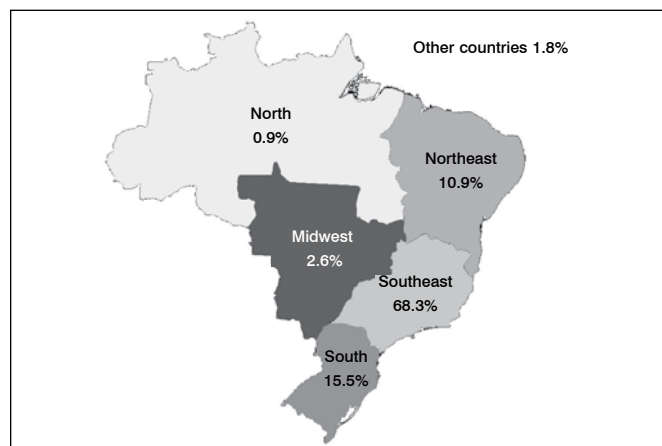 Other countries 1.8%
North
0.9%
Northeast
10.9%
Midwest
2.6%
Southeast
68.3%
South
15.5%